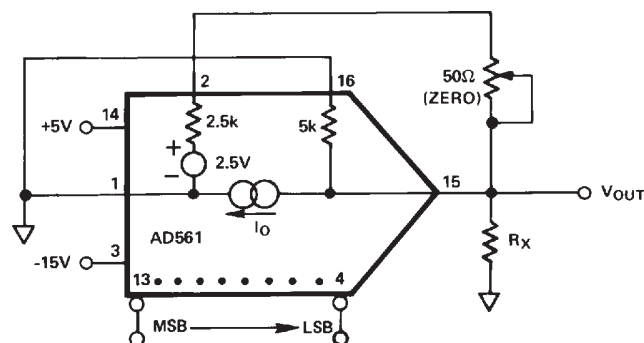 2
16
50Ω
(ZERO)
14
+5V
2.5k
5k
+
2.5V
-
1
15
V_OUT
I_O
R_X
AD561
3
-15V
13 • • • • • • • • 4
MSB
LSB